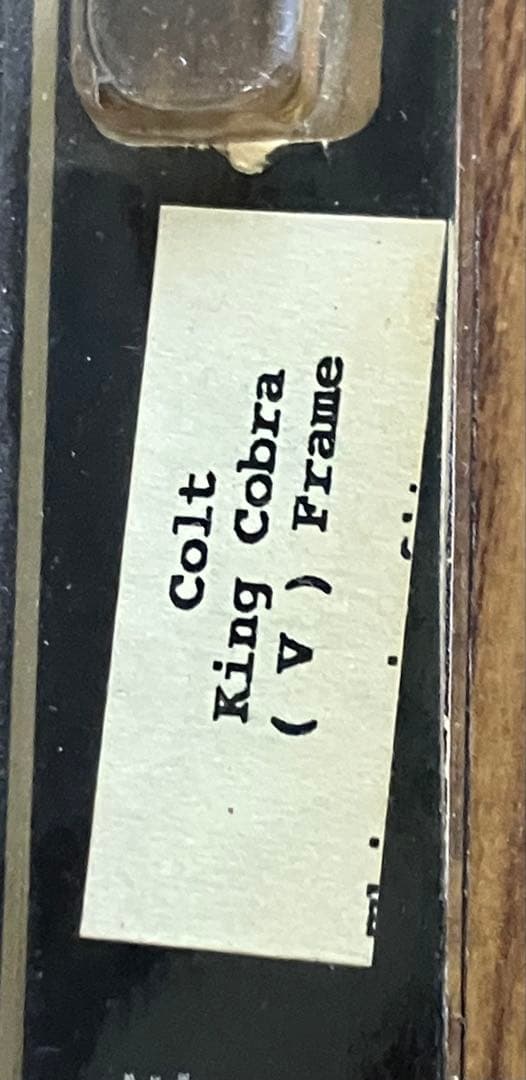 Colt
King Cobra
( V ) Frame